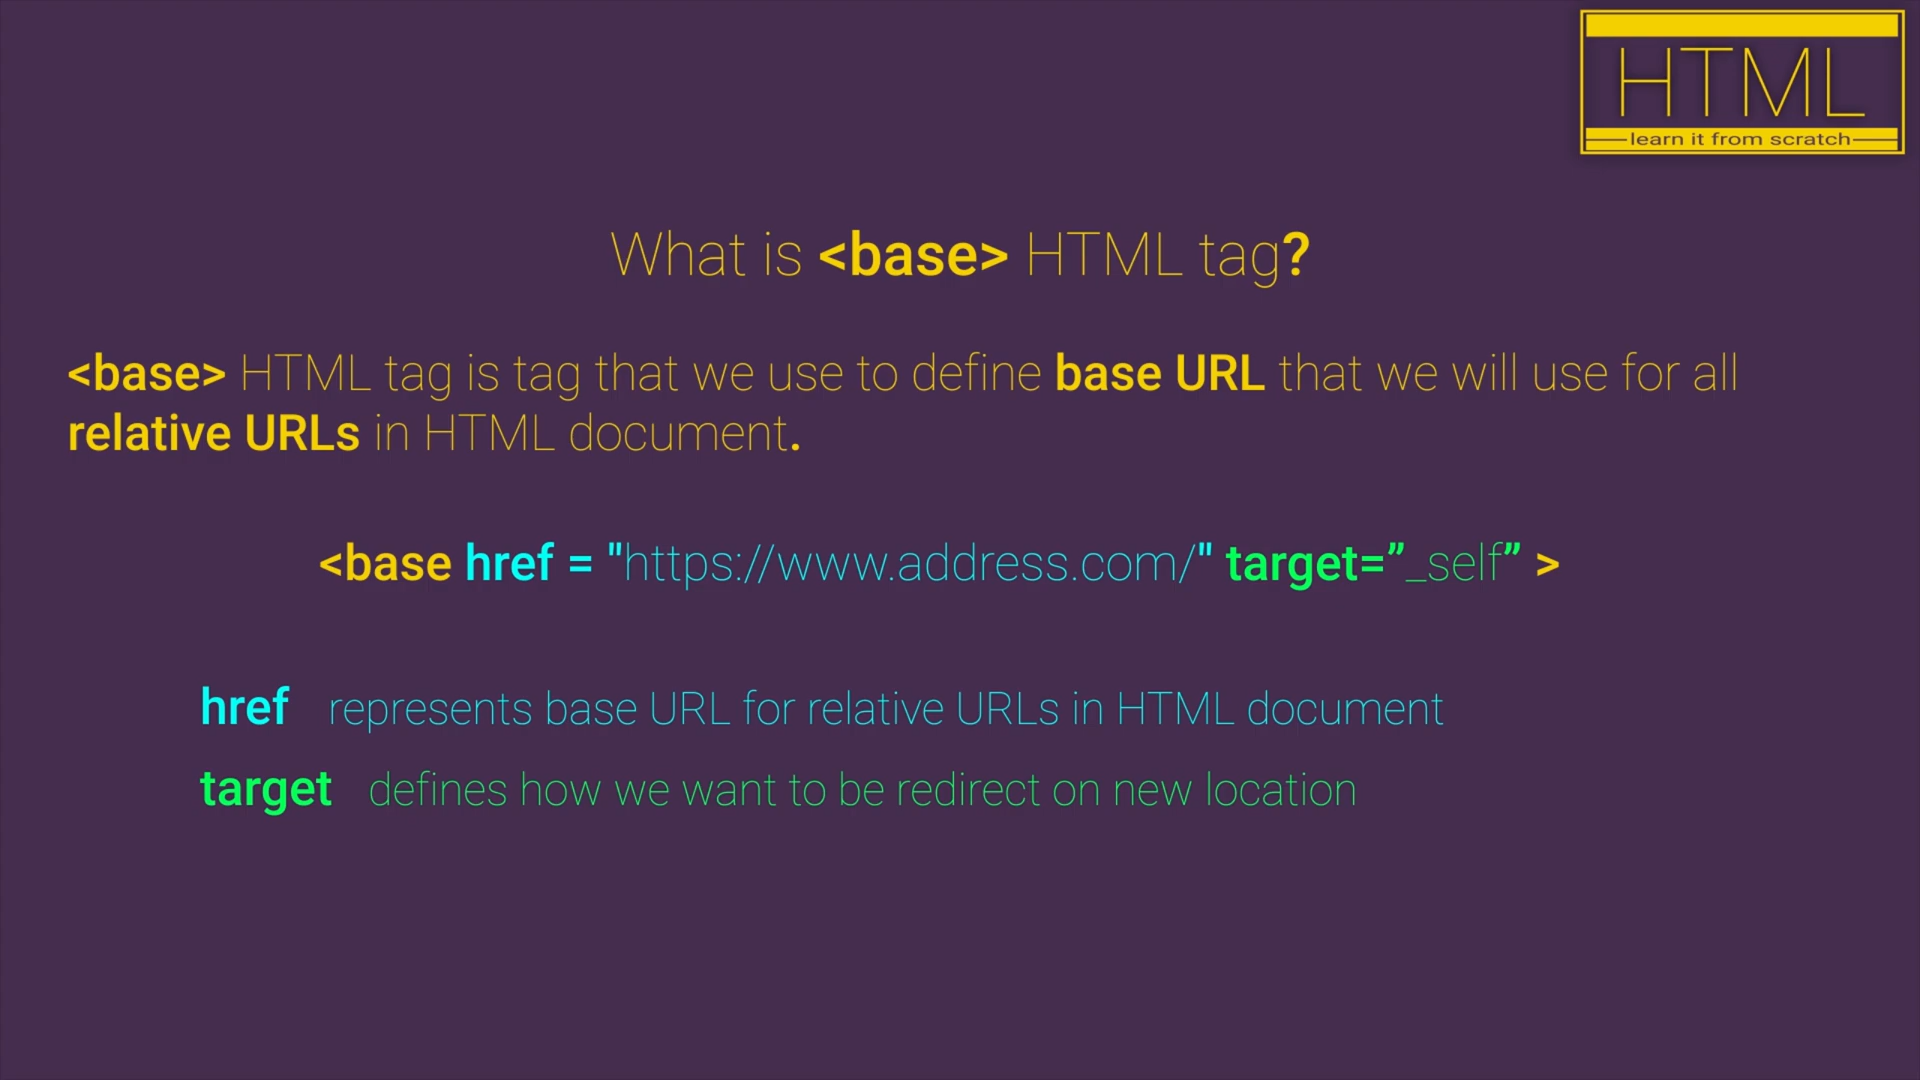 HTML
learn it from scratch
What is <base> HTML tag?
<base> HTML tag is tag that we use to define base URL that we will use for all
relative URLs in HTML document.
<base href = "https://www.address.com/" target=”_self” >
href represents base URL for relative URLs in HTML document
target defines how we want to be redirect on new location